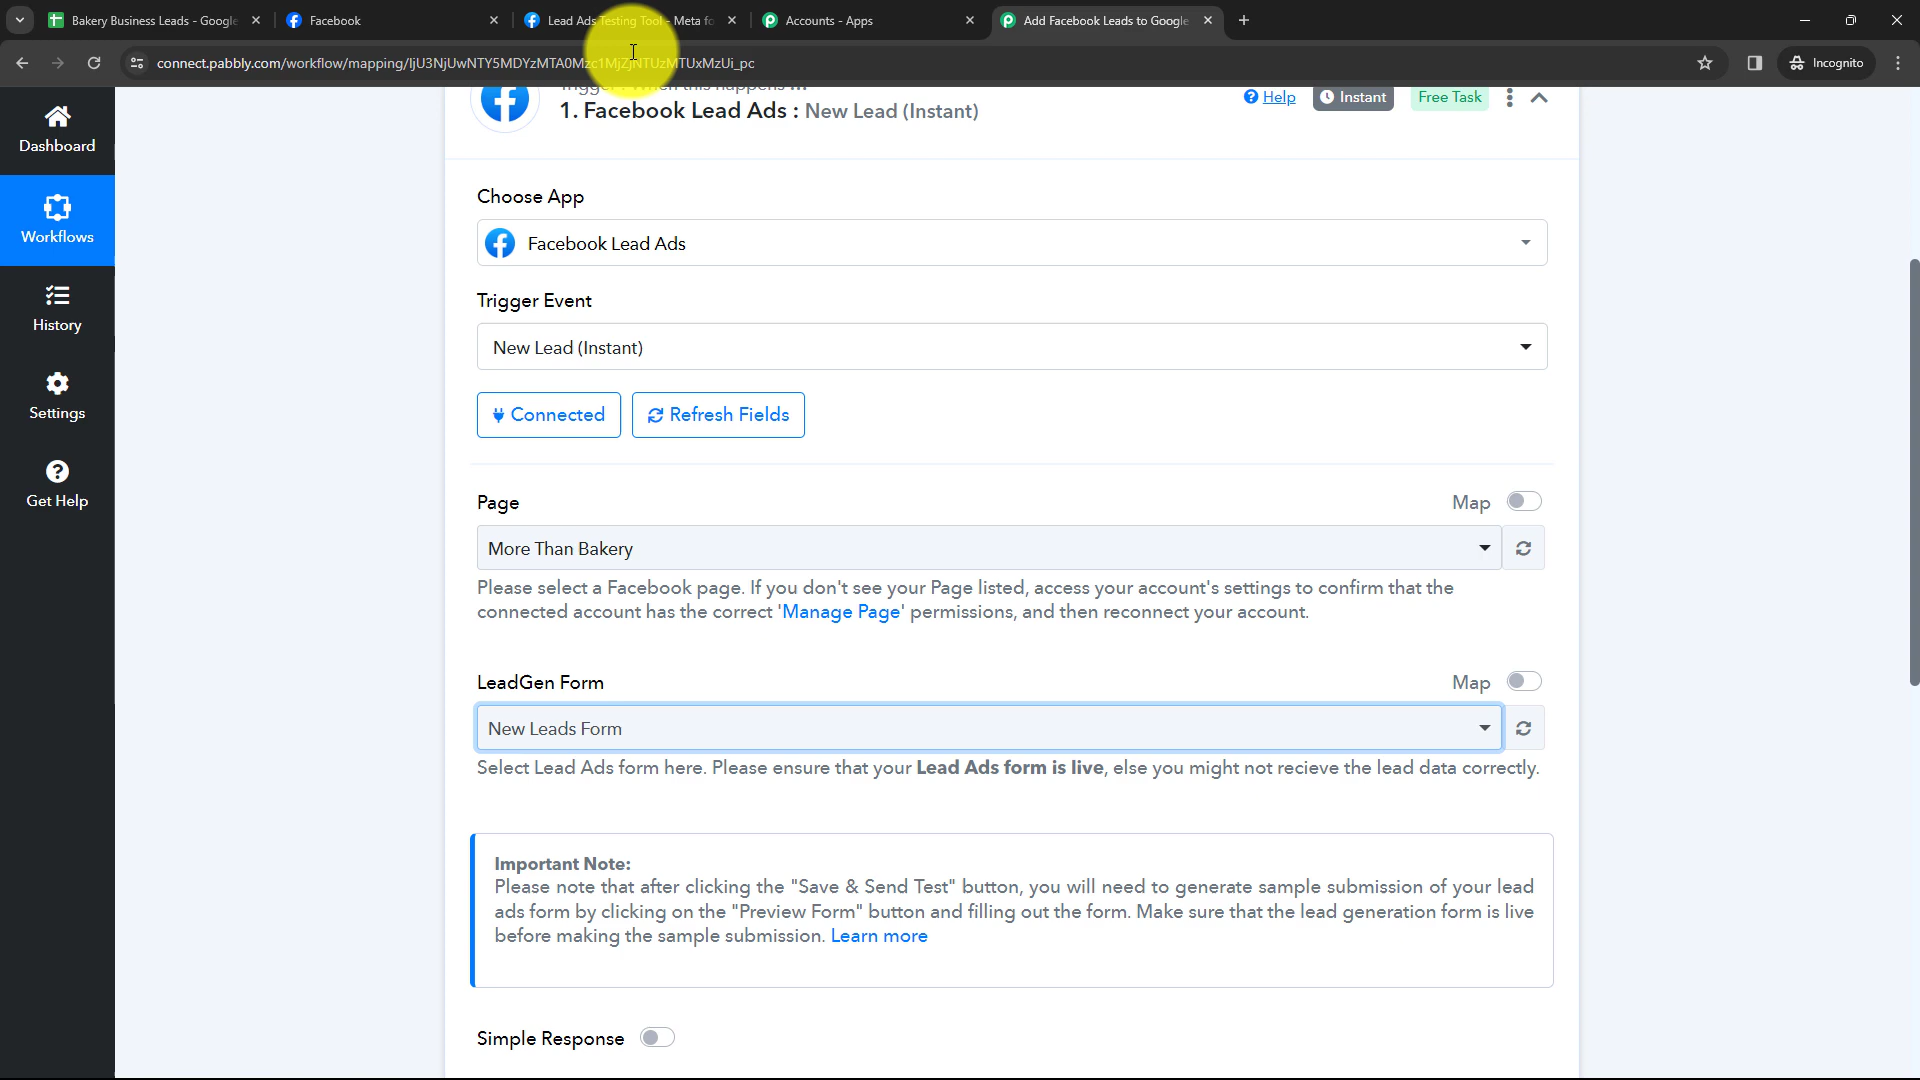 Bakery Business Leads - Google
Facebook
Lead Ads Testing Tool - Meta fo
Accounts - Apps
Add Facebook Leads to Google
Incognito
Dashboard
Workflows
History
Settings
Get Help
Trigger : When this happens ...
1. Facebook Lead Ads : New Lead (Instant)
Help
Instant
Free Task
Choose App
Facebook Lead Ads
Trigger Event
New Lead (Instant)
Connected
Refresh Fields
Page
Map
More Than Bakery
Please select a Facebook page. If you don't see your Page listed, access your account's settings to confirm that the
connected account has the correct 'Manage Page' permissions, and then reconnect your account.
LeadGen Form
Map
New Leads Form
Select Lead Ads form here. Please ensure that your Lead Ads form is live, else you might not recieve the lead data correctly.
Important Note:
Please note that after clicking the "Save & Send Test" button, you will need to generate sample submission of your lead
ads form by clicking on the "Preview Form" button and filling out the form. Make sure that the lead generation form is live
before making the sample submission. Learn more
Simple Response